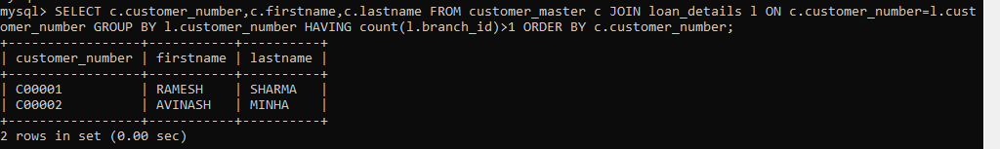 mysql> SELECT c.customer_number,c.firstname,c.lastname FROM customer_master c JOIN loan_details l ON c.customer_number=l.cust
omer_number GROUP BY l.customer_number HAVING count(l.branch_id)>1 ORDER BY c.customer_number;
+-----------------+-----------+----------+
| customer_number | firstname | lastname |
+-----------------+-----------+----------+
| C00001          | RAMESH    | SHARMA   |
| C00002          | AVINASH   | MINHA    |
+-----------------+-----------+----------+
2 rows in set (0.00 sec)